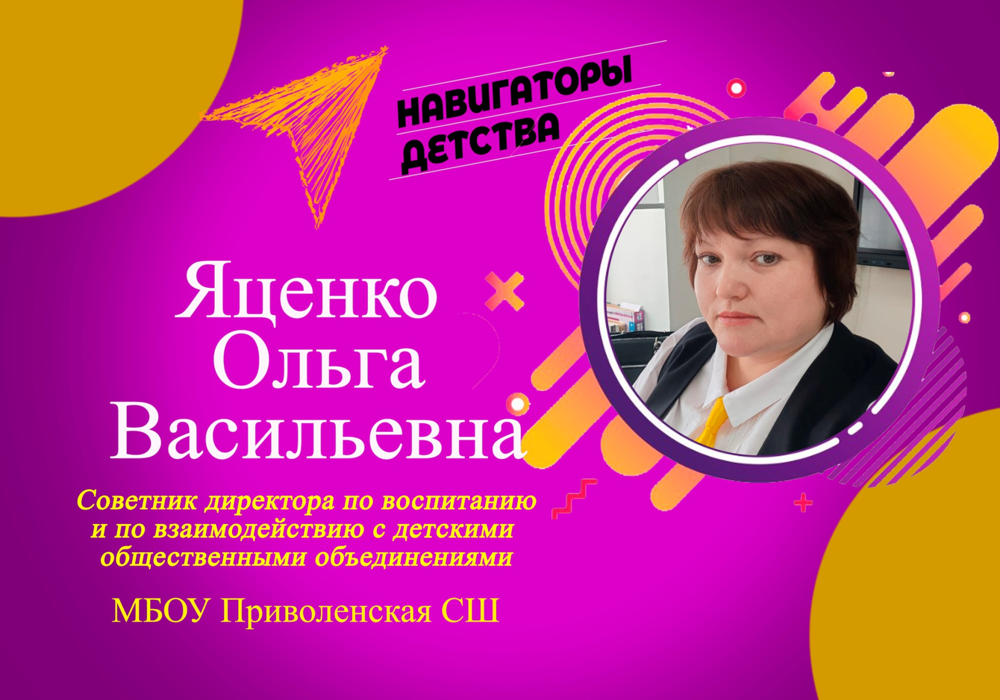 НАВИГАТОРЫ
ДЕТСТВА
Яценко
Ольга
Васильевна
Советник директора по воспитанию
и по взаимодействию с детскими
общественными объединениями
МБОУ Приволенская СШ